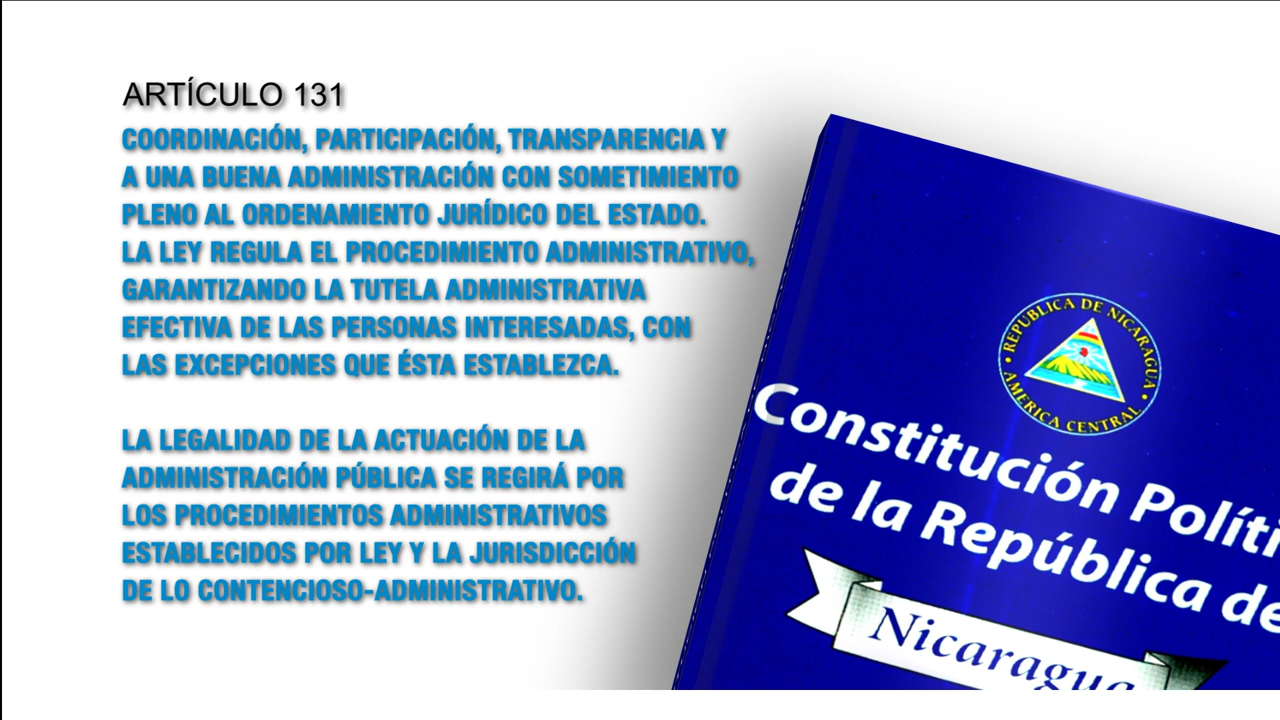 ARTÍCULO 131
COORDINACIÓN, PARTICIPACIÓN, TRANSPARENCIA Y
A UNA BUENA ADMINISTRACIÓN CON SOMETIMIENTO
PLENO AL ORDENAMIENTO JURÍDICO DEL ESTADO.
LA LEY REGULA EL PROCEDIMIENTO ADMINISTRATIVO,
GARANTIZANDO LA TUTELA ADMINISTRATIVA
EFECTIVA DE LAS PERSONAS INTERESADAS, CON
LAS EXCEPCIONES QUE ÉSTA ESTABLEZCA.
LA LEGALIDAD DE LA ACTUACIÓN DE LA
ADMINISTRACIÓN PÚBLICA SE REGIRÁ POR
LOS PROCEDIMIENTOS ADMINISTRATIVOS
ESTABLECIDOS POR LEY Y LA JURISDICCIÓN
DE LO CONTENCIOSO-ADMINISTRATIVO.
REPUBLICA DE NICARAGUA
AMERICA CENTRAL
Constitución Políti
de la República de
Nicaragua